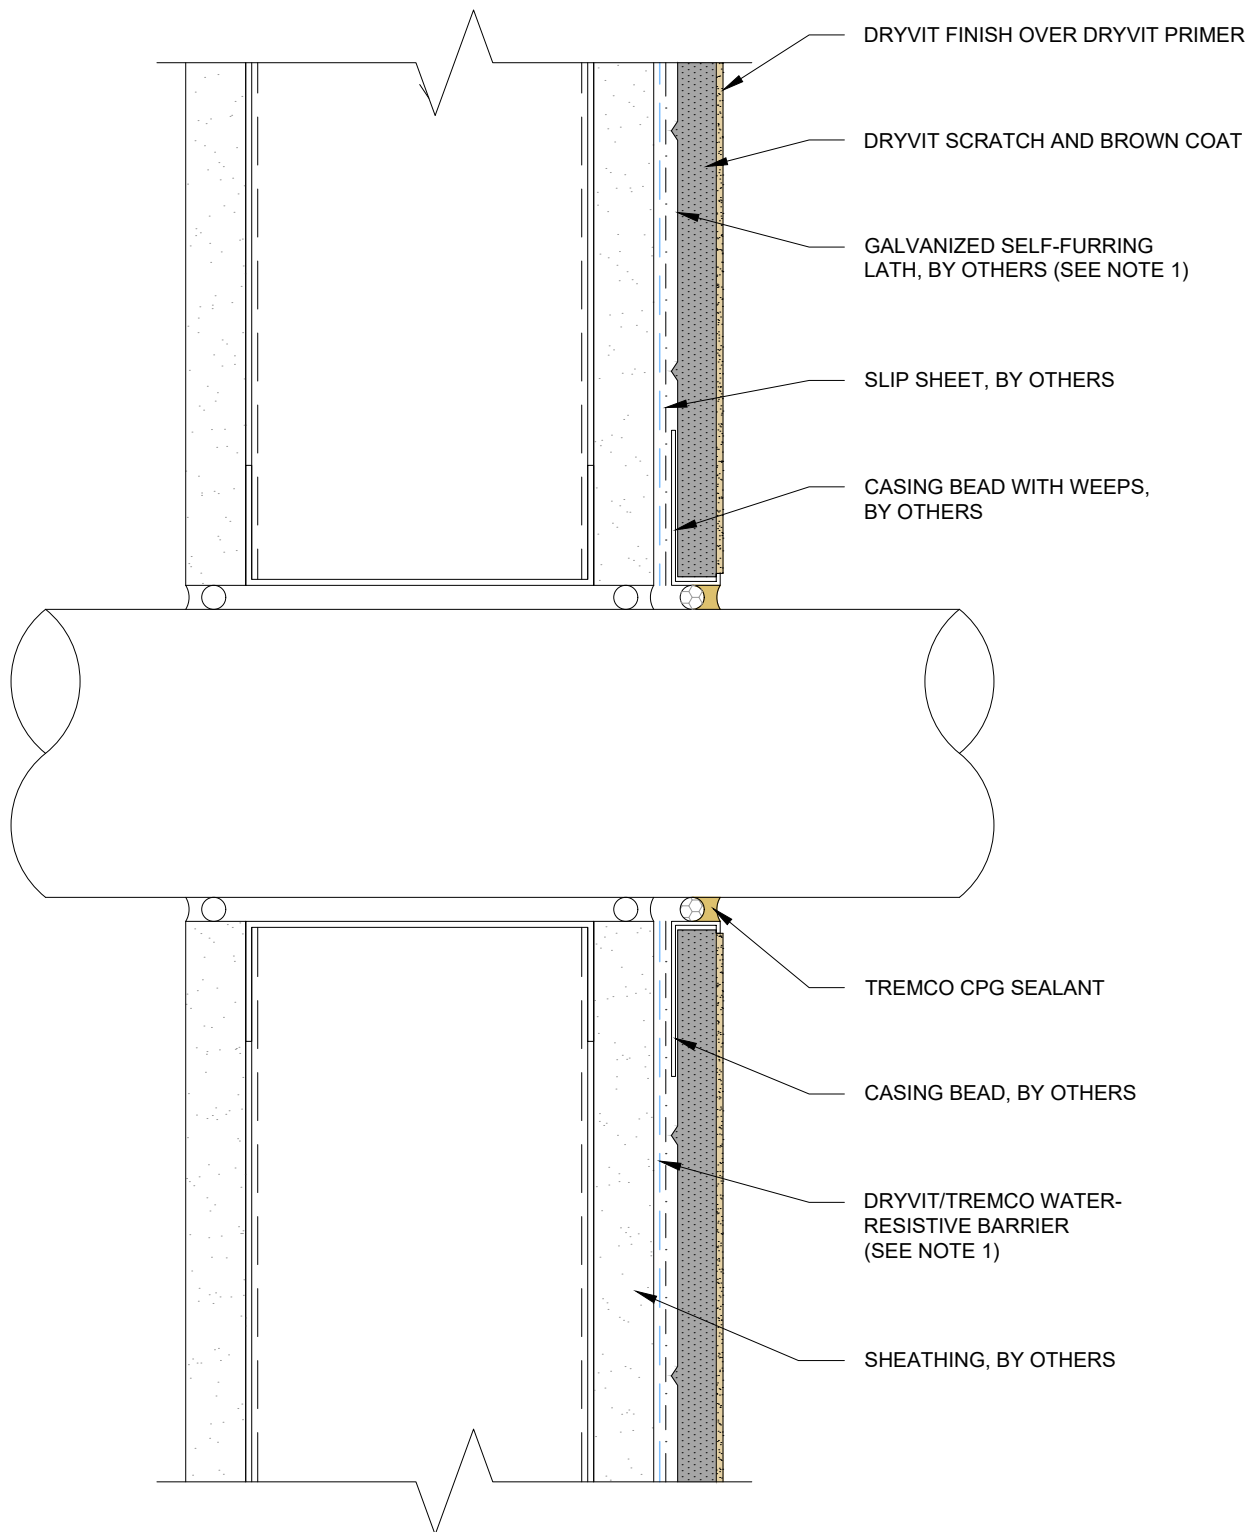 DRYVIT FINISH OVER DRYVIT PRIMER
DRYVIT SCRATCH AND BROWN COAT
GALVANIZED SELF-FURRING
LATH, BY OTHERS (SEE NOTE 1)
SLIP SHEET, BY OTHERS
CASING BEAD WITH WEEPS,
BY OTHERS
TREMCO CPG SEALANT
CASING BEAD, BY OTHERS
DRYVIT/TREMCO WATER-
RESISTIVE BARRIER
(SEE NOTE 1)
SHEATHING, BY OTHERS